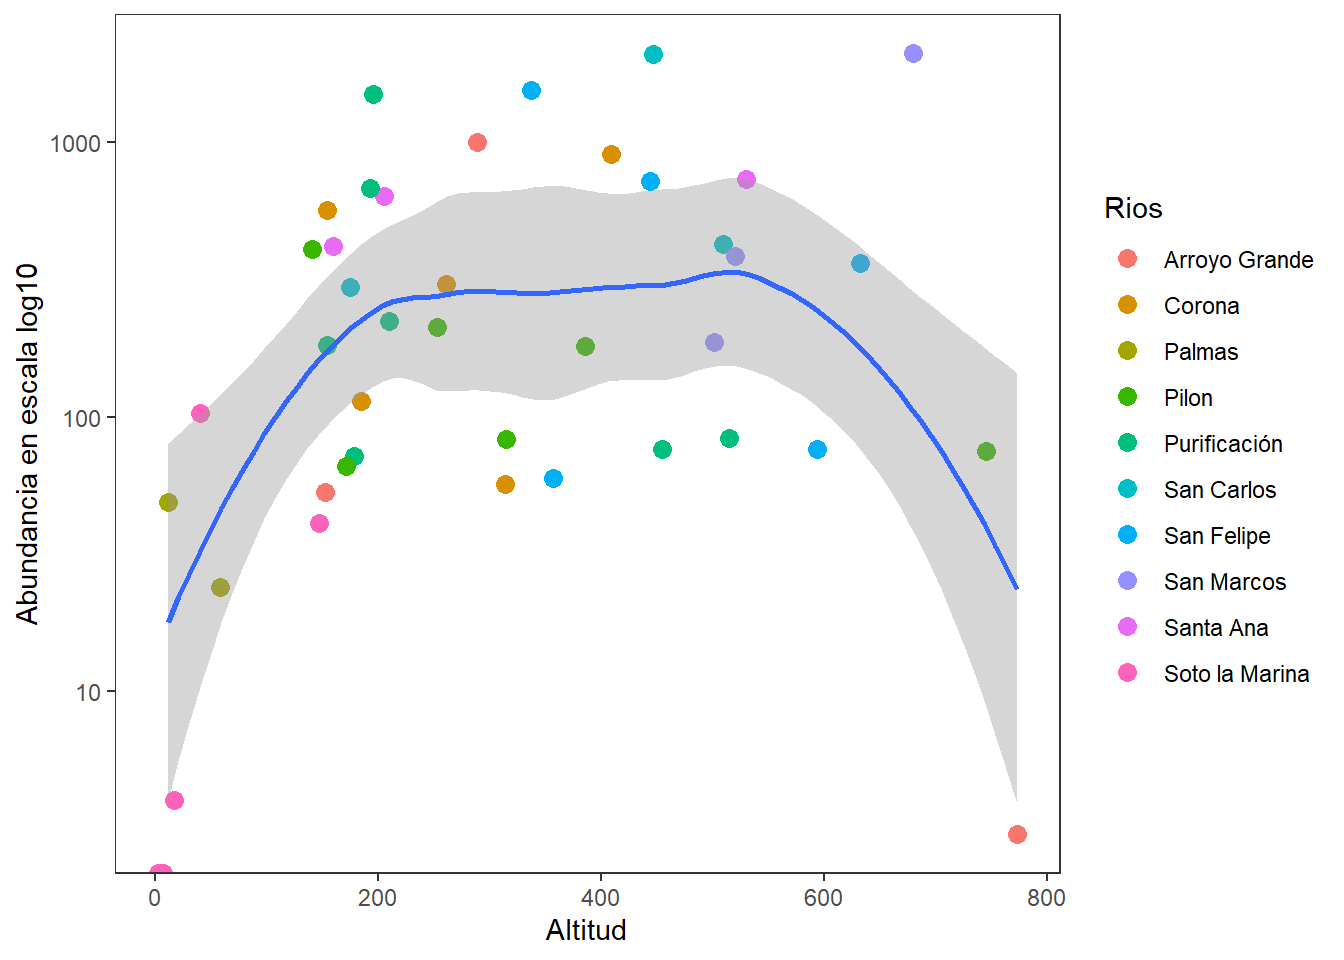 Abundancia en escala log10
1000
100
10
0
200
400
600
800
Altitud
Rios
Arroyo Grande
Corona
Palmas
Pilon
Purificación
San Carlos
San Felipe
San Marcos
Santa Ana
Soto la Marina